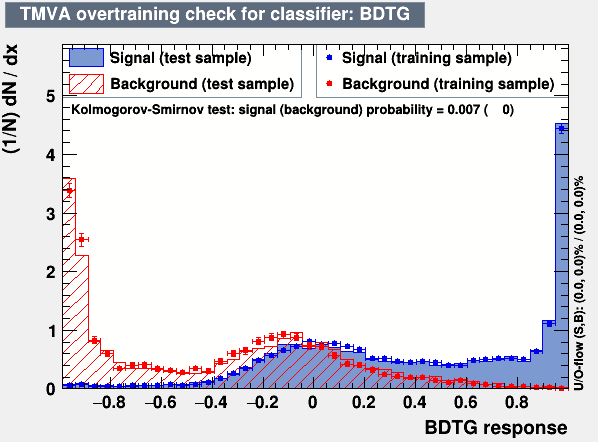 TMVA overtraining check for classifier: BDTG
Signal (test sample)
Background (test sample)
Signal (training sample)
Background (training sample)
Kolmogorov-Smirnov test: signal (background) probability = 0.007 ( 0)
(1/N) dN / dx
5
4
3
2
1
0
−0.8 −0.6 −0.4 −0.2 0 0.2 0.4 0.6 0.8
BDTG response
U/O-flow (S,B): (0.0, 0.0)% / (0.0, 0.0)%